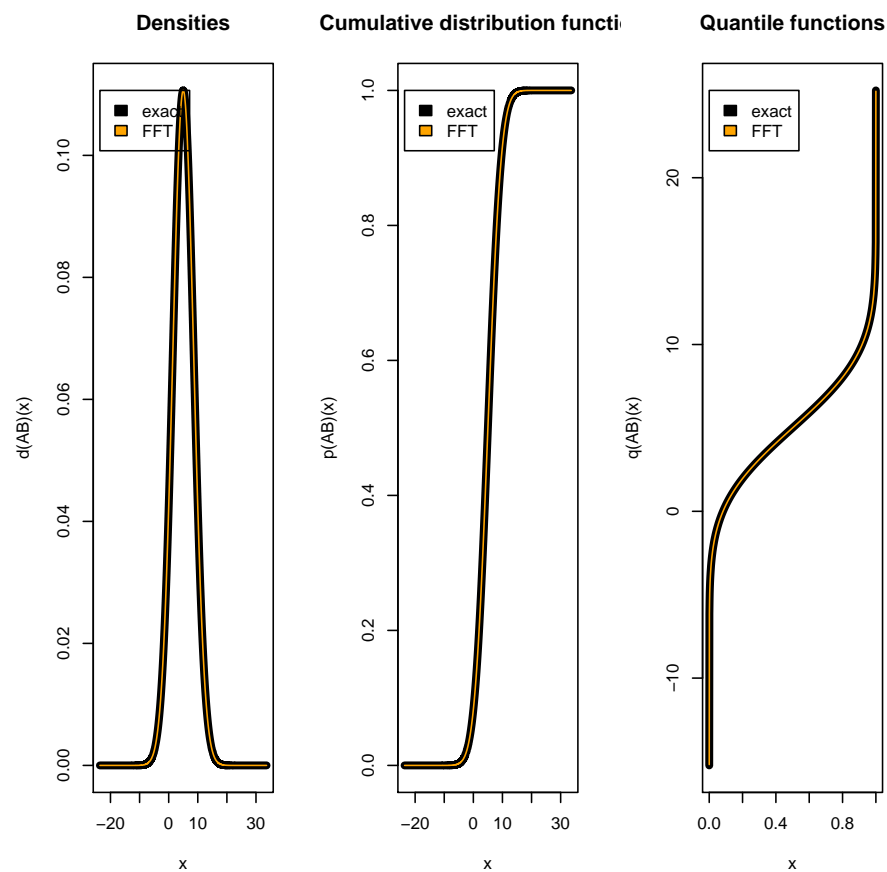 Densities
exact
FFT
0.00
0.02
0.04
0.06
0.08
0.10
d(AB)(x)
−20
0
10
30
x
Cumulative distribution functi
exact
FFT
0.0
0.2
0.4
0.6
0.8
1.0
p(AB)(x)
−20
0
10
30
x
Quantile functions
exact
FFT
−10
0
10
20
q(AB)(x)
0.0
0.4
0.8
x